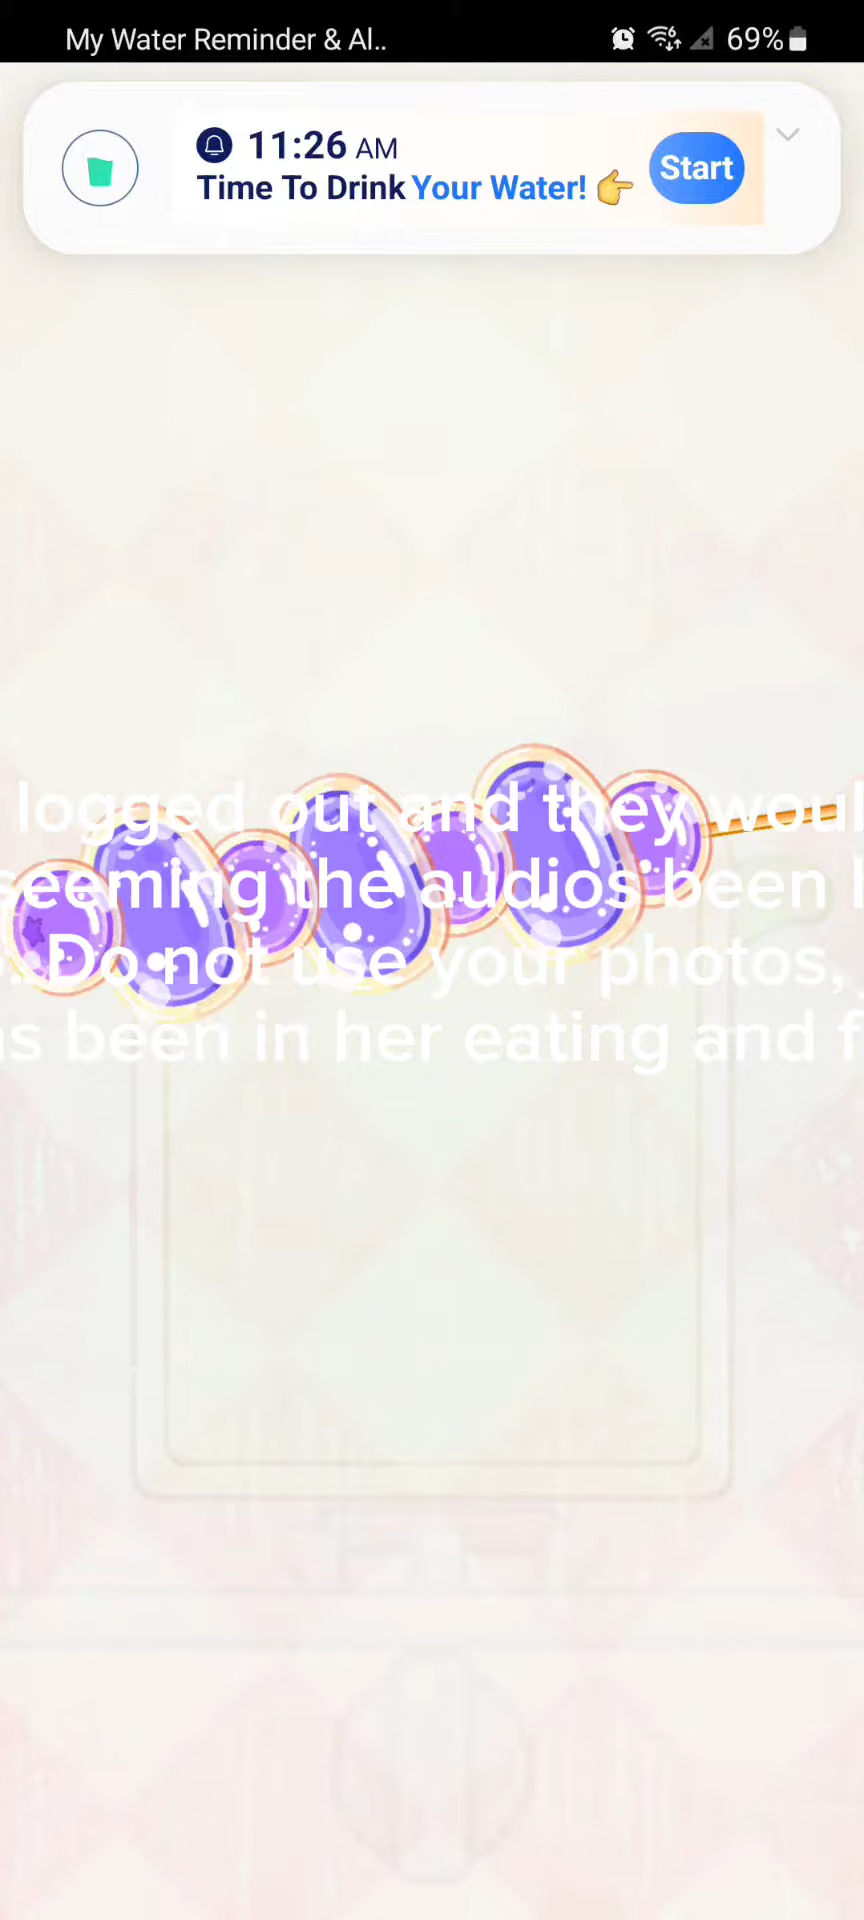 My Water Reminder & Al..
69%
11:26 AM
Time To Drink Your Water! 👉
Start
logged out and they woul
seeming the audios been
. Do not use your photos,
s been in her eating and f